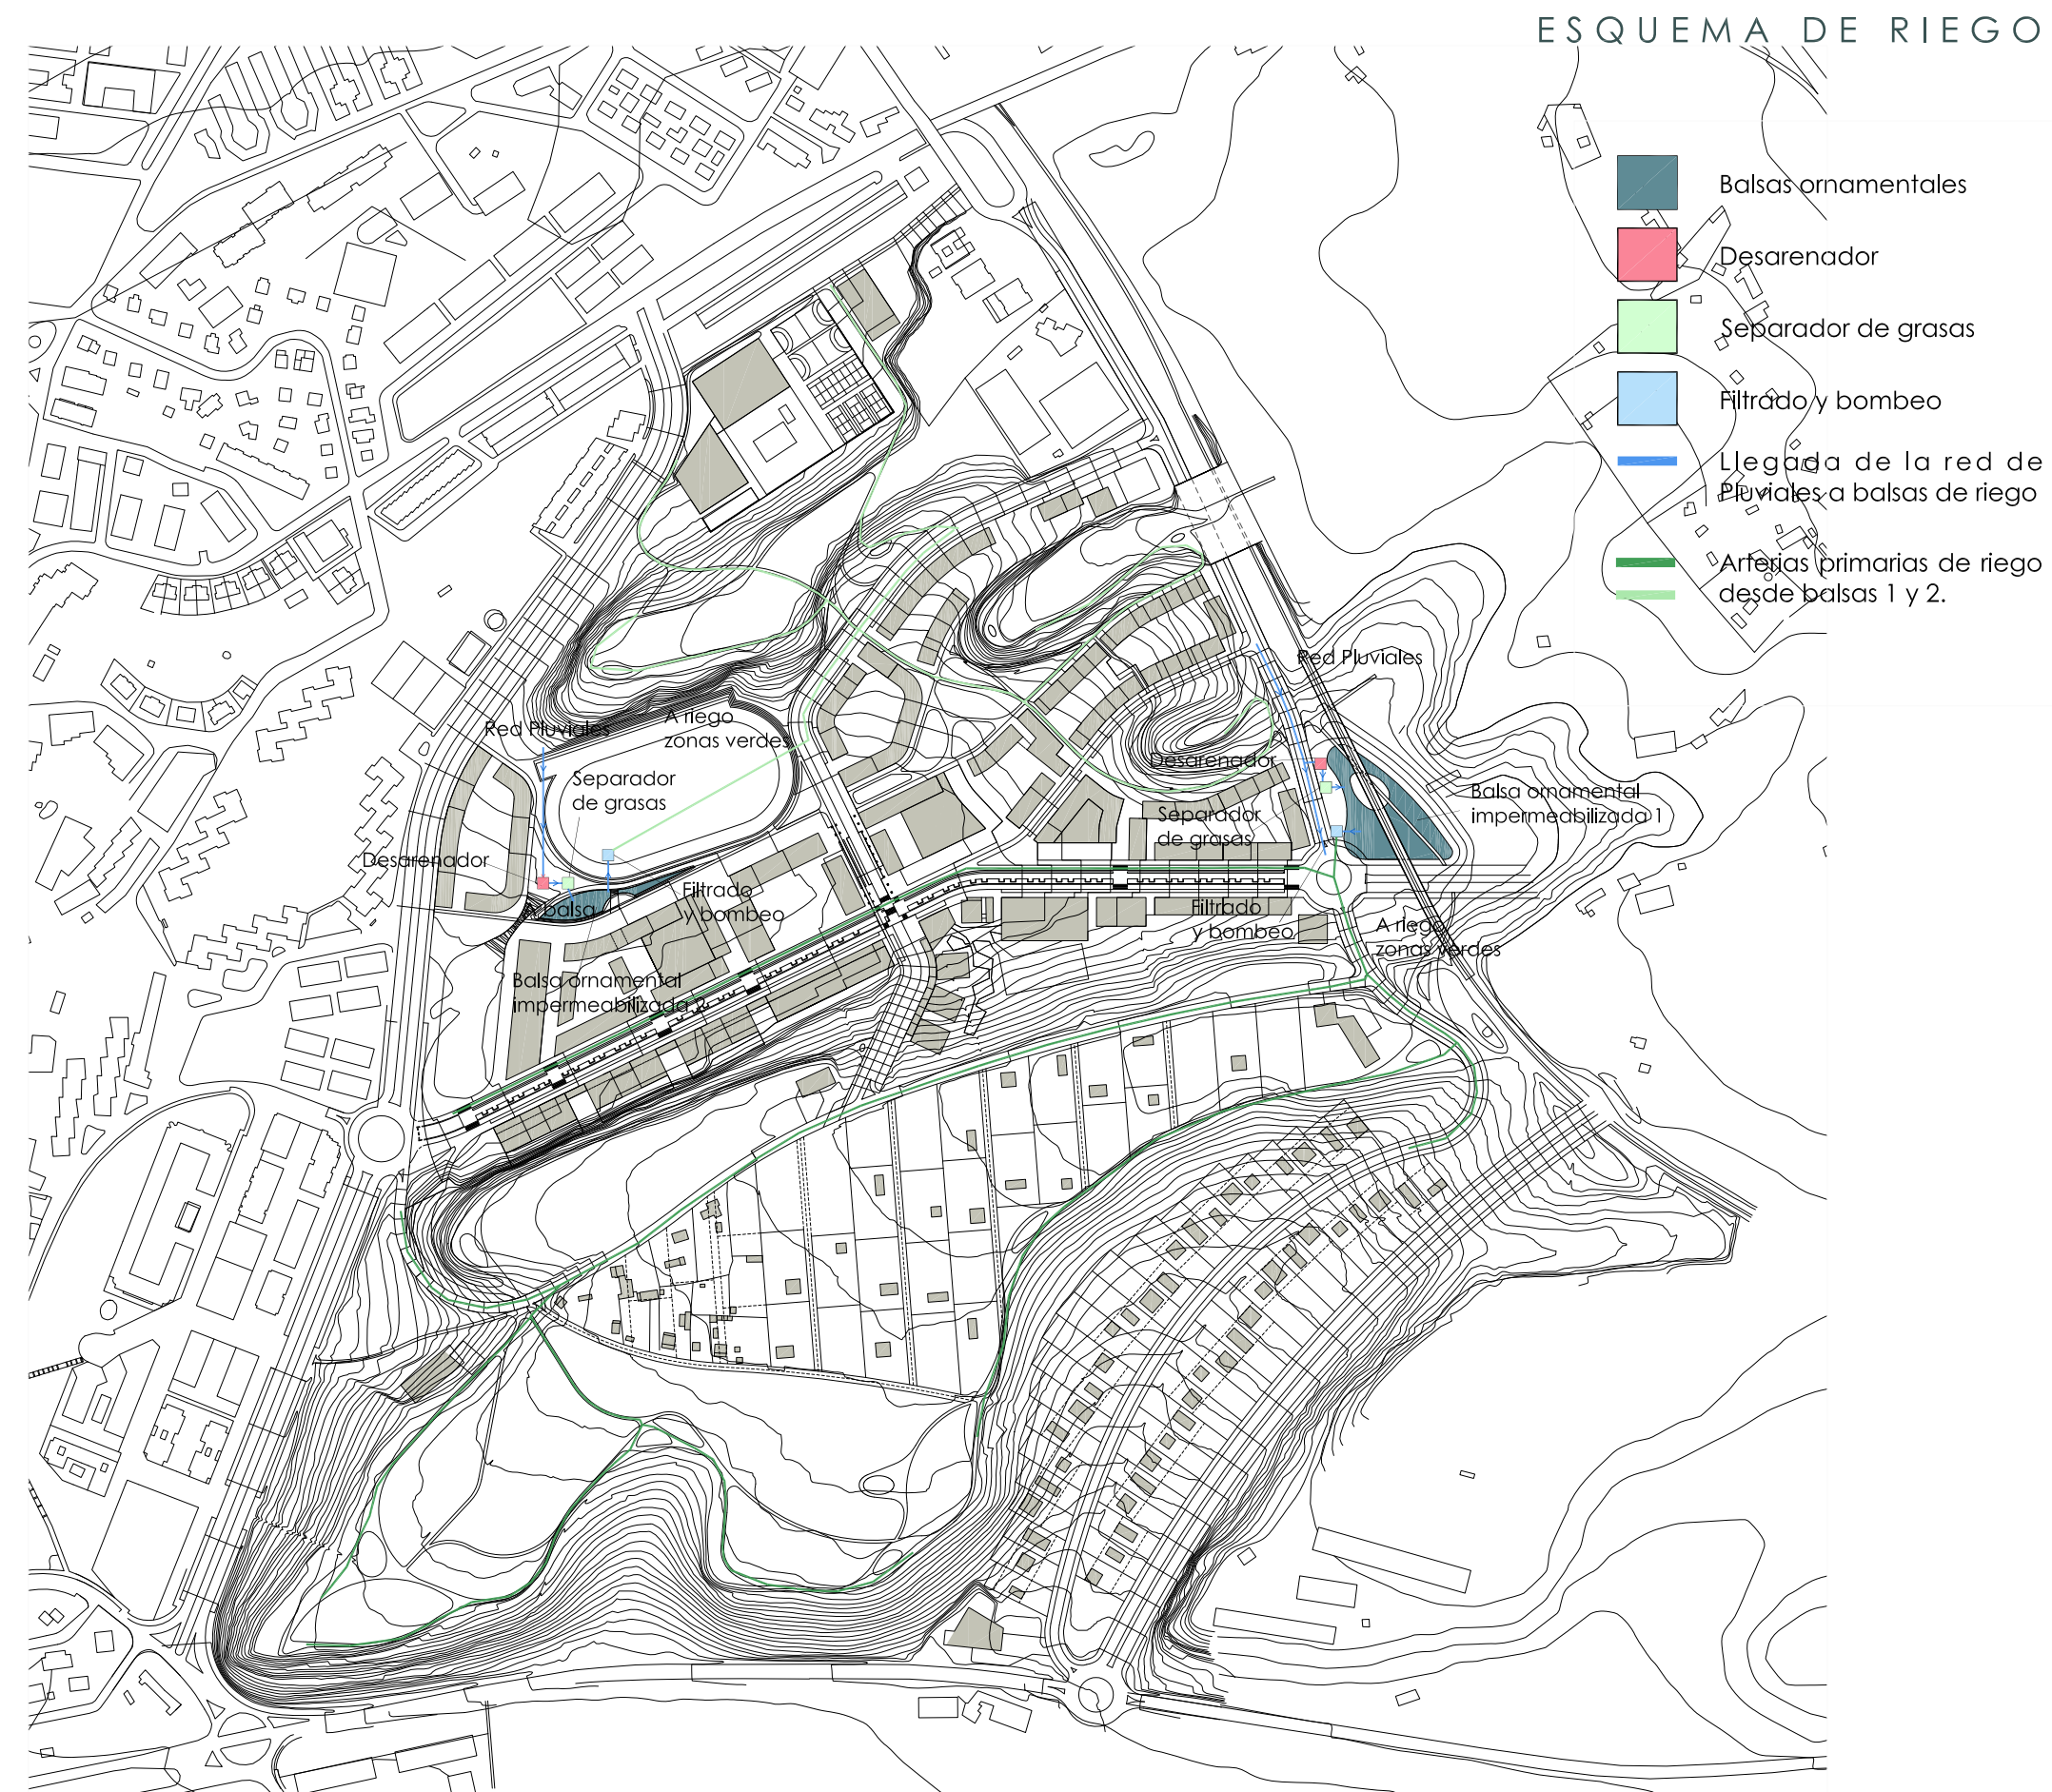 ESQUEMA DE RIEGO
Balsas ornamentales
Desarenador
Separador de grasas
Filtrado y bombeo
Llegada de la red de
Pluviales a balsas de riego
Arterias primarias de riego
desde balsas 1 y 2.
Red Pluviales
A riego
zonas verdes
Separador
de grasas
Desarenador
balsa
Filtrado
y bombeo
Balsa ornamental
impermeabilizada 2
Red Pluviales
Desarenador
Balsa ornamental
impermeabilizada 1
Separador
de grasas
Filtrado
y bombeo
A riego
zonas verdes